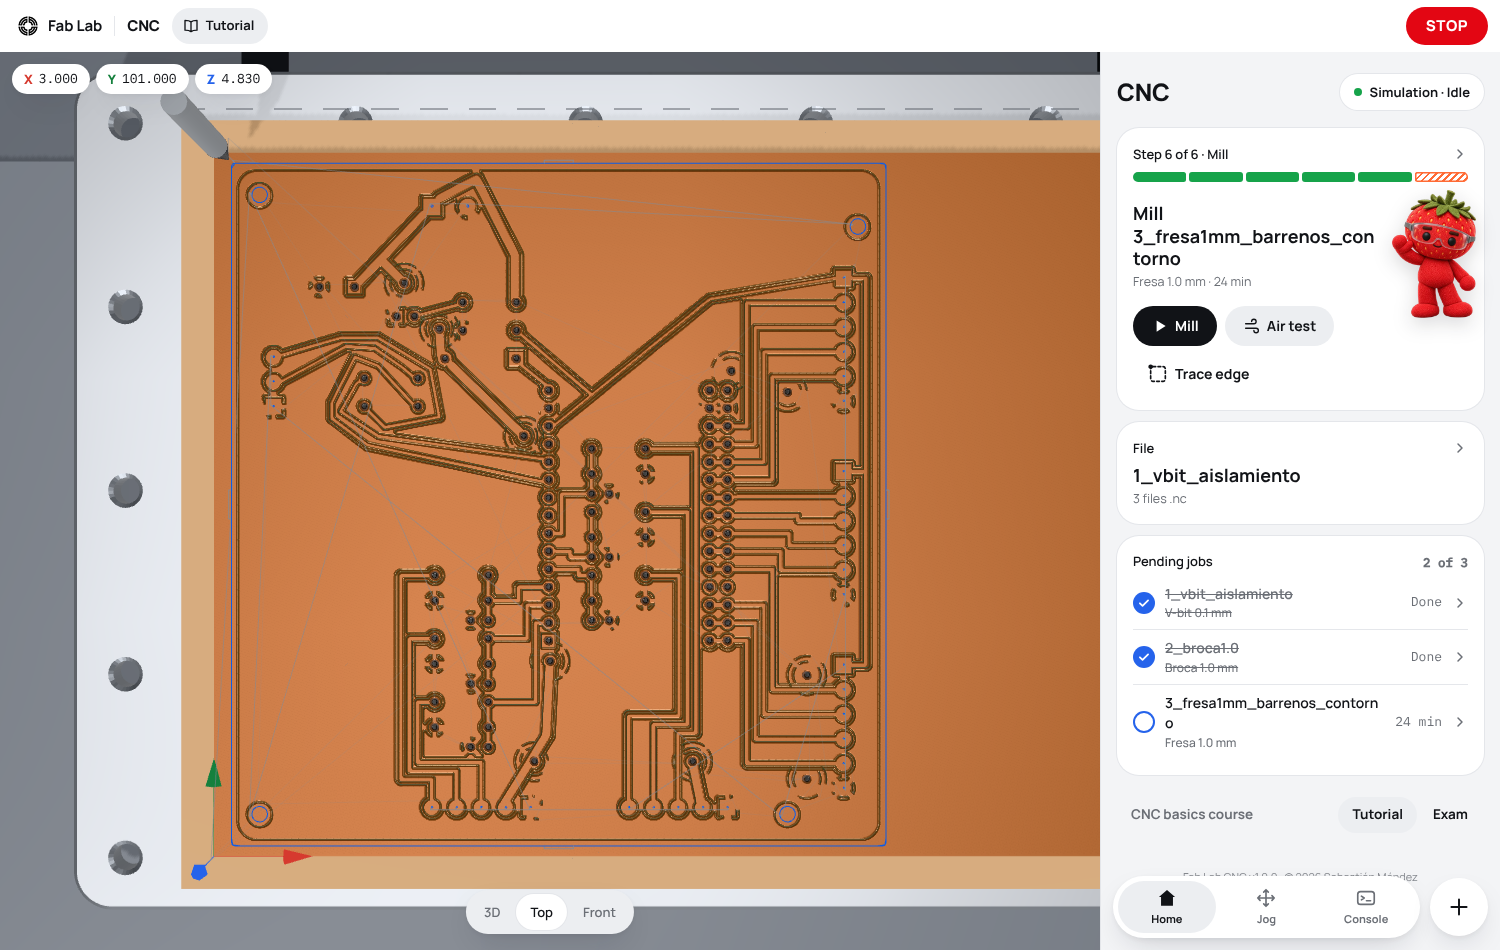 Fab Lab
CNC
Tutorial
STOP
X 3.000
Y 101.000
Z 4.830
CNC
Simulation · Idle
Step 6 of 6 · Mill
Mill
3_fresa1mm_barrenos_con
torno
Fresa 1.0 mm · 24 min
Mill
Air test
Trace edge
File
1_vbit_aislamiento
3 files .nc
Pending jobs
2 of 3
1_vbit_aislamiento
Done
V-bit 0.1 mm
2_broca1.0
Done
Broca 1.0 mm
3_fresa1mm_barrenos_contorn
o
24 min
Fresa 1.0 mm
CNC basics course
Tutorial
Exam
Home
Jog
Console
3D
Top
Front